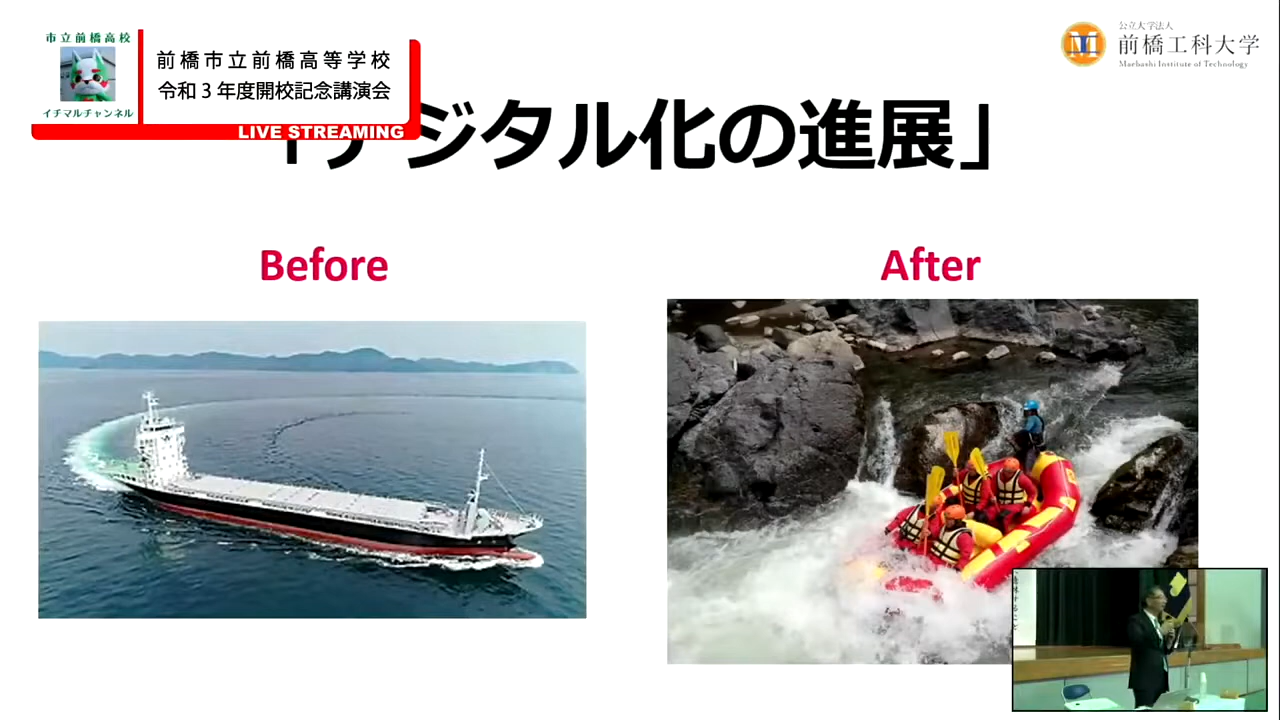 市立前橋高校
イチマルチャンネル
前橋市立前橋高等学校
令和3年度開校記念講演会
LIVE STREAMING
公立大学法人
前橋工科大学
Maebashi Institute of Technology
「デジタル化の進展」
Before
After